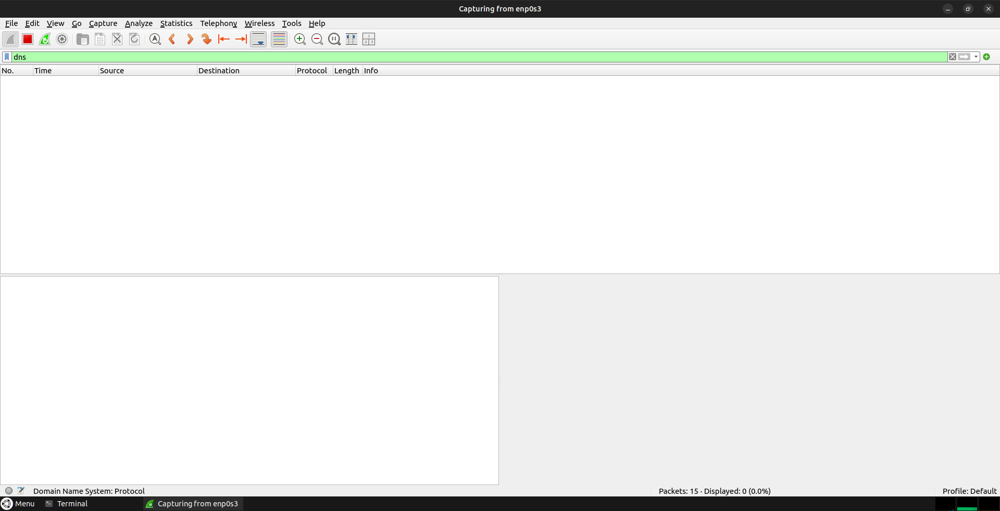 Capturing from enp0s3
File Edit View Go Capture Analyze Statistics Telephony Wireless Tools Help
dns
No. Time Source Destination Protocol Length Info
Domain Name System: Protocol Packets: 15 · Displayed: 0 (0.0%) Profile: Default
Menu Terminal Capturing from enp0s3